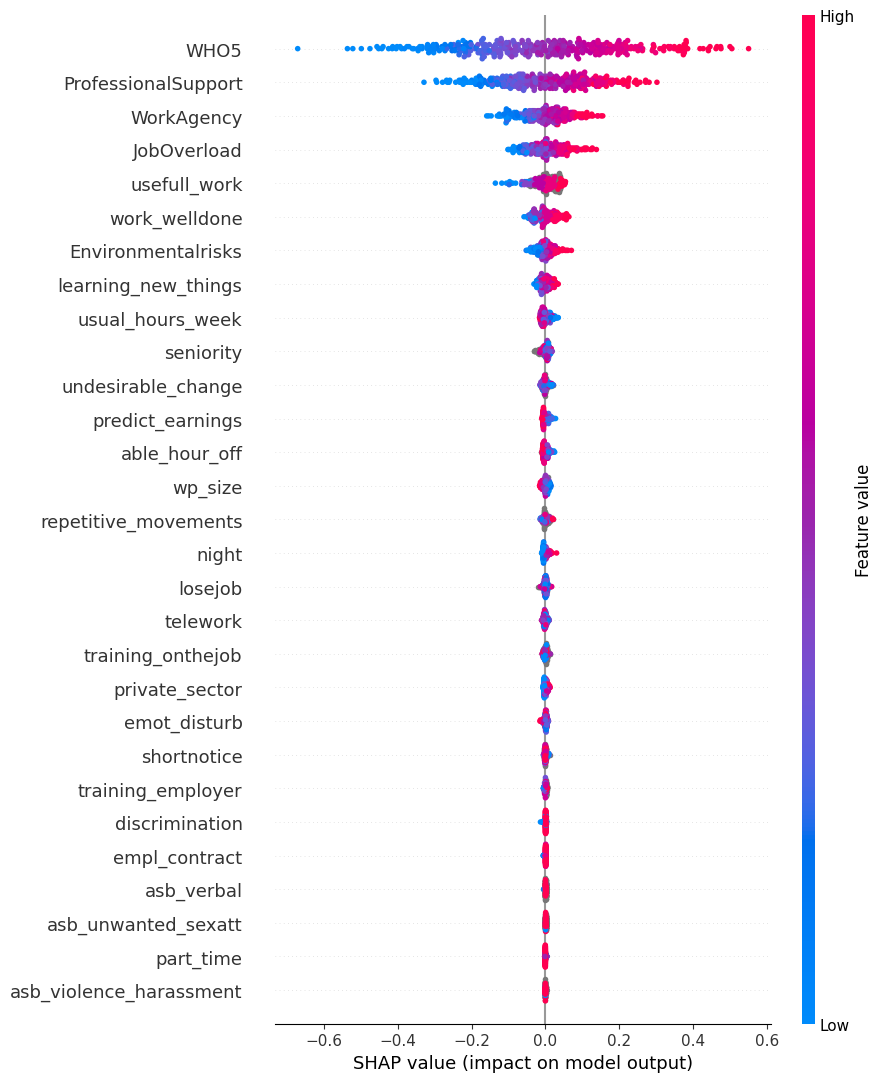 High
WHO5
ProfessionalSupport
WorkAgency
JobOverload
usefull_work
work_welldone
Environmentalrisks
learning_new_things
usual_hours_week
seniority
undesirable_change
predict_earnings
able_hour_off
wp_size
repetitive_movements
night
losejob
telework
training_onthejob
private_sector
emot_disturb
shortnotice
training_employer
discrimination
empl_contract
asb_verbal
asb_unwanted_sexatt
part_time
asb_violence_harassment
Feature value
Low
−0.6 −0.4 −0.2 0.0 0.2 0.4 0.6
SHAP value (impact on model output)